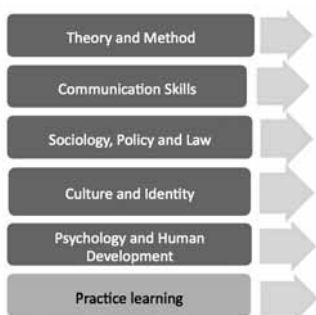 Theory and Method
Communication Skills
Sociology, Policy and Law
Culture and Identity
Psychology and Human
Development
Practice learning